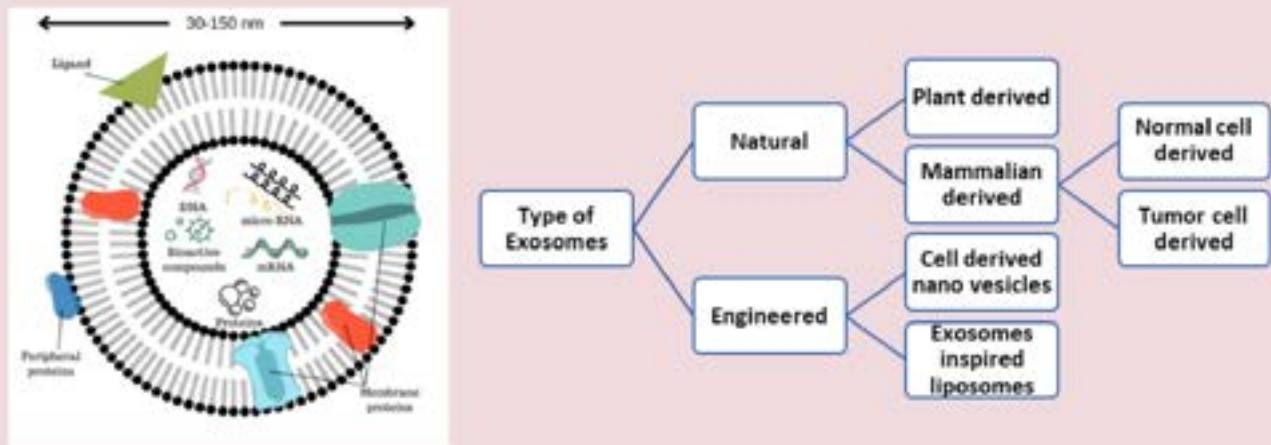 30-150 nm
Ligand
DNA
micro RNA
Bioactive
compounds
mRNA
Proteins
Peripheral
proteins
Membrane
proteins
Type of
Exosomes
Natural
Engineered
Plant derived
Mammalian
derived
Cell derived
nano vesicles
Exosomes
inspired
liposomes
Normal cell
derived
Tumor cell
derived